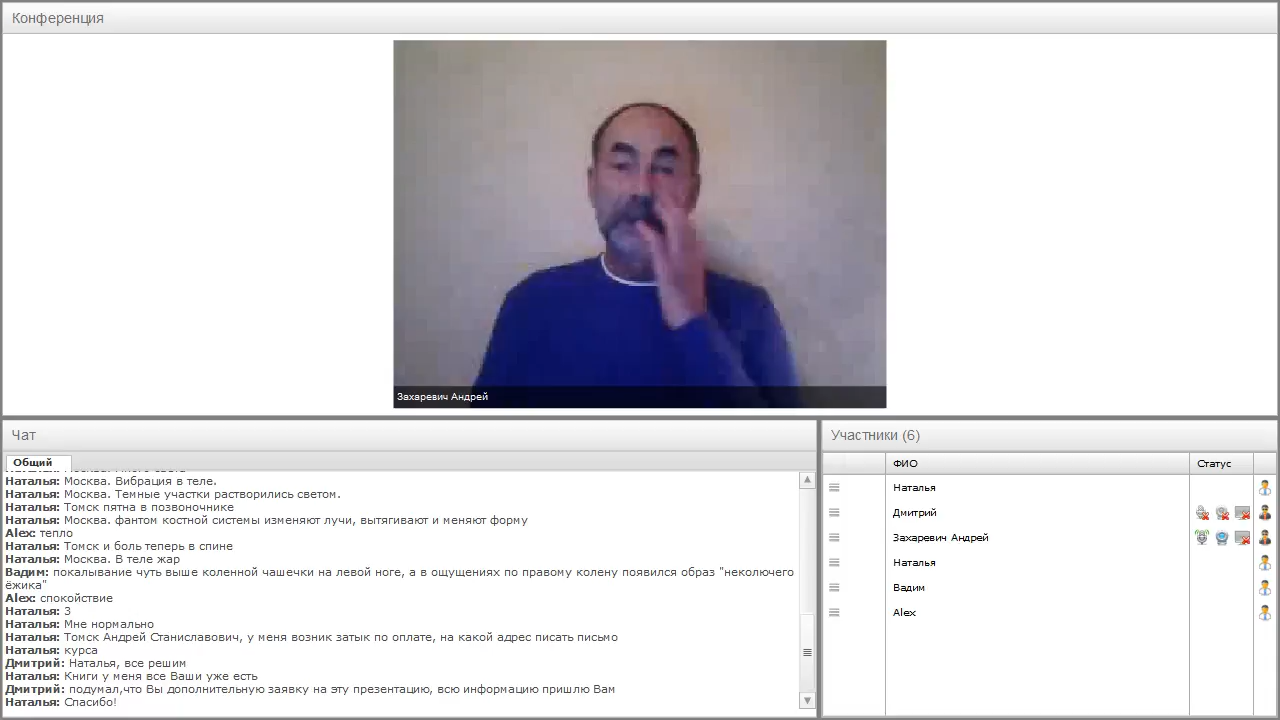 Конференция
Захаревич Андрей
Чат
Общий
Наталья: Москва. Вибрация в теле.
Наталья: Москва. Темные участки растворились светом.
Наталья: Томск пятна в позвоночнике
Наталья: Москва. фантом костной системы изменяют лучи, вытягивают и меняют форму
Alex: тепло
Наталья: Томск и боль теперь в спине
Наталья: Москва. В теле жар
Вадим: покалывание чуть выше коленной чашечки на левой ноге, а в ощущениях по правому колену появился образ "неколючего
ёжика"
Alex: спокойствие
Наталья: 3
Наталья: Мне нормально
Наталья: Томск Андрей Станиславович, у меня возник затык по оплате, на какой адрес писать письмо
Наталья: курса
Дмитрий: Наталья, все решим
Наталья: Книги у меня все Ваши уже есть
Дмитрий: подумал,что Вы дополнительную заявку на эту презентацию, всю информацию пришлю Вам
Наталья: Спасибо!
Участники (6)
ФИО Статус
Наталья
Дмитрий
Захаревич Андрей
Наталья
Вадим
Alex